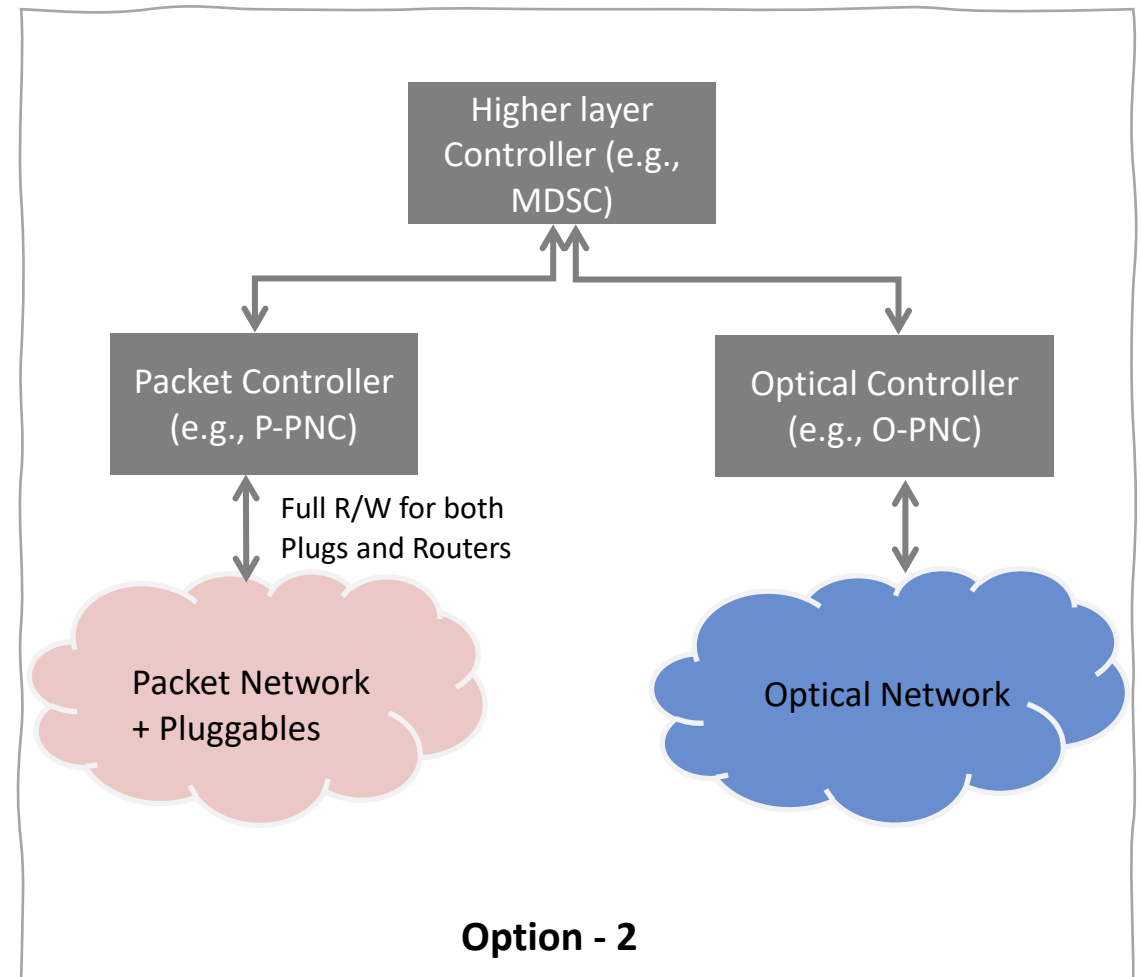 Higher layer
Controller (e.g.,
MDSC)
Packet Controller
(e.g., P-PNC)
Optical Controller
(e.g., O-PNC)
Full R/W for both
Plugs and Routers
Packet Network
+ Pluggables
Optical Network
Option - 2